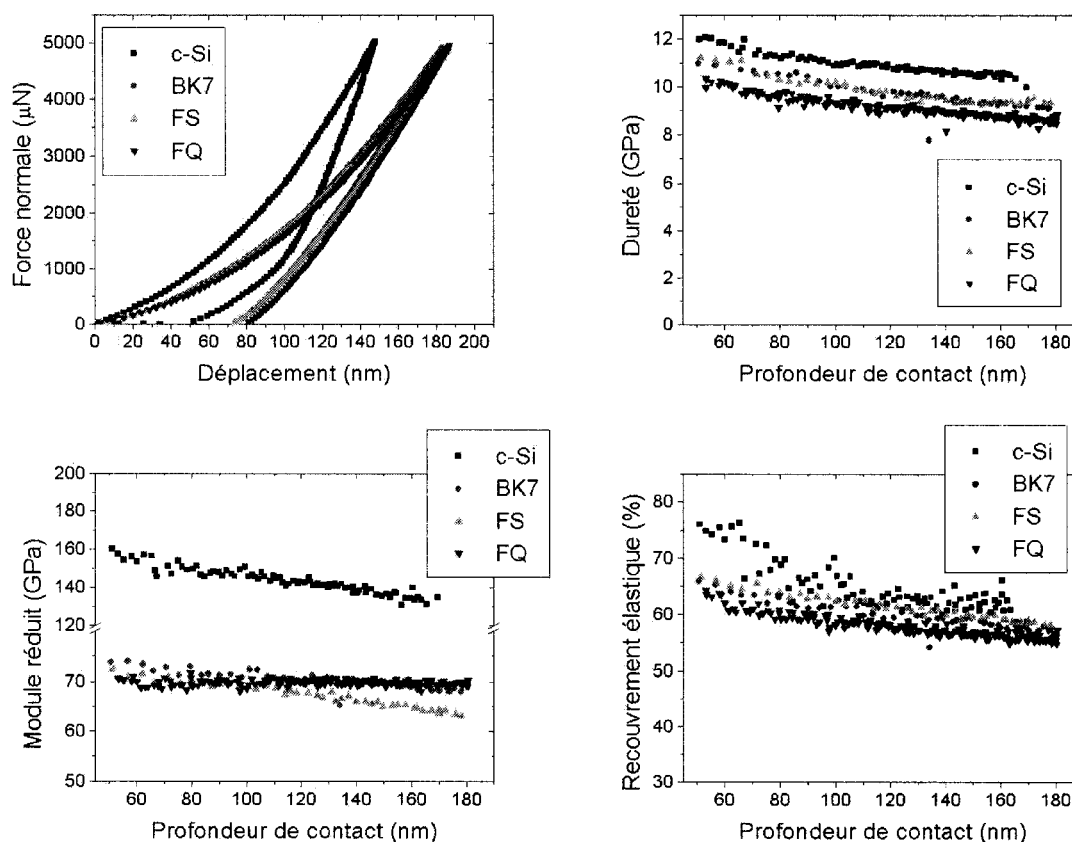 Force normale (µN)
5000
4000
3000
2000
1000
0
c-Si
BK7
FS
FQ
0 20 40 60 80 100 120 140 160 180 200
Déplacement (nm)
Dureté (GPa)
12
10
8
6
4
2
0
c-Si
BK7
FS
FQ
60 80 100 120 140 160 180
Profondeur de contact (nm)
Module réduit (GPa)
200
180
160
140
120
70
60
50
c-Si
BK7
FS
FQ
60 80 100 120 140 160 180
Profondeur de contact (nm)
Recouvrement élastique (%)
80
70
60
50
40
30
c-Si
BK7
FS
FQ
60 80 100 120 140 160 180
Profondeur de contact (nm)